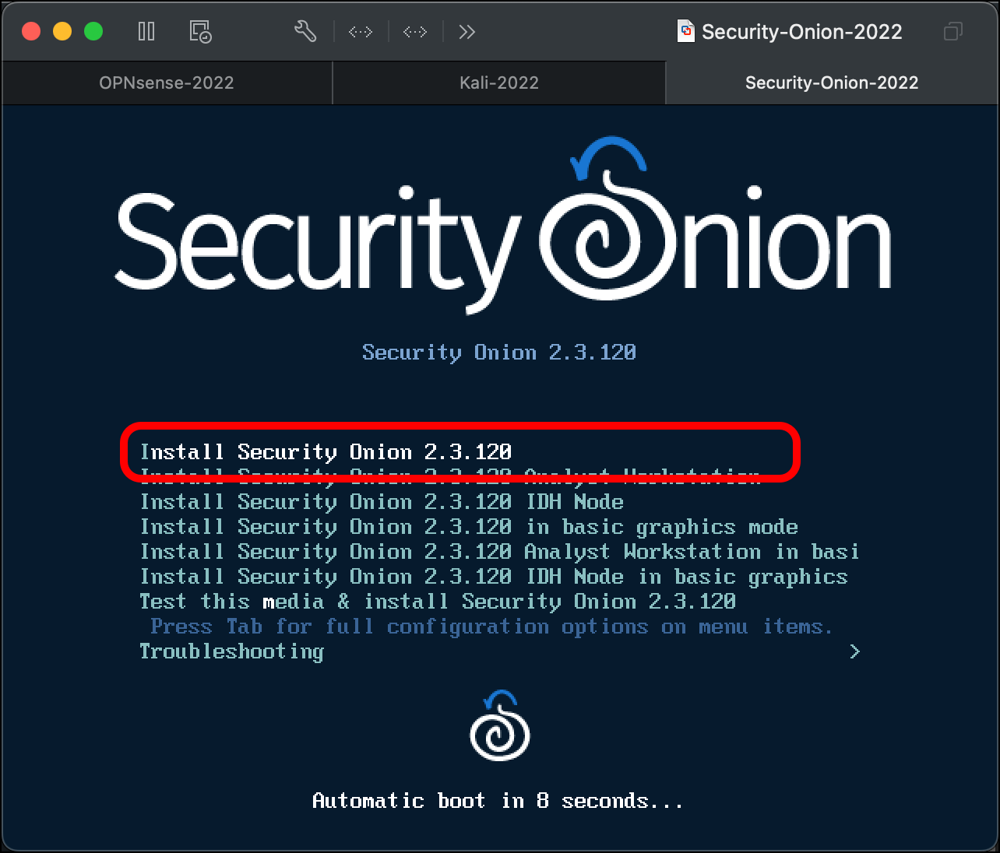 Security-Onion-2022
OPNsense-2022
Kali-2022
Security-Onion-2022
Security Onion
Security Onion 2.3.120
Install Security Onion 2.3.120
Install Security Onion 2.3.120 Analyst Workstation
Install Security Onion 2.3.120 IDH Node
Install Security Onion 2.3.120 in basic graphics mode
Install Security Onion 2.3.120 Analyst Workstation in basi
Install Security Onion 2.3.120 IDH Node in basic graphics
Test this media & install Security Onion 2.3.120
Press Tab for full configuration options on menu items.
Troubleshooting >
Automatic boot in 8 seconds...